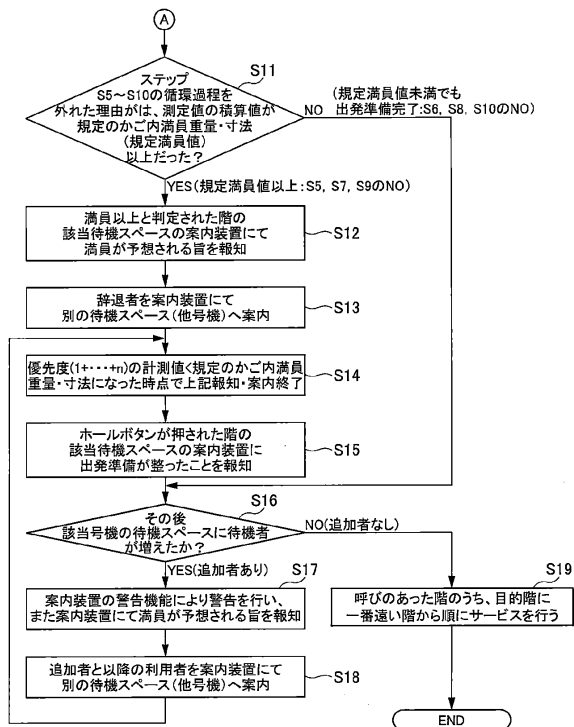 A
S11
ステップ
S5～S10の循環過程を
外れた理由がは、測定値の積算値が
規定のかご内満員重量・寸法
(規定満員値)
以上だった？
NO
(規定満員値未満でも
出発準備完了:S6, S8, S10のNO)
YES(規定満員値以上:S5, S7, S9のNO)
満員以上と判定された階の
該当待機スペースの案内装置にて
満員が予想される旨を報知
S12
辞退者を案内装置にて
別の待機スペース(他号機)へ案内
S13
優先度(1+・・・+n)の計測値<規定のかご内満員
重量・寸法になった時点で上記報知・案内終了
S14
ホールボタンが押された階の
該当待機スペースの案内装置に
出発準備が整ったことを報知
S15
S16
その後
該当号機の待機スペースに待機者
が増えたか？
NO(追加者なし)
YES(追加者あり)
S17
案内装置の警告機能により警告を行い、
また案内装置にて満員が予想される旨を報知
S19
呼びのあった階のうち、目的階に
一番遠い階から順にサービスを行う
追加者と以降の利用者を案内装置にて
別の待機スペース(他号機)へ案内
S18
END